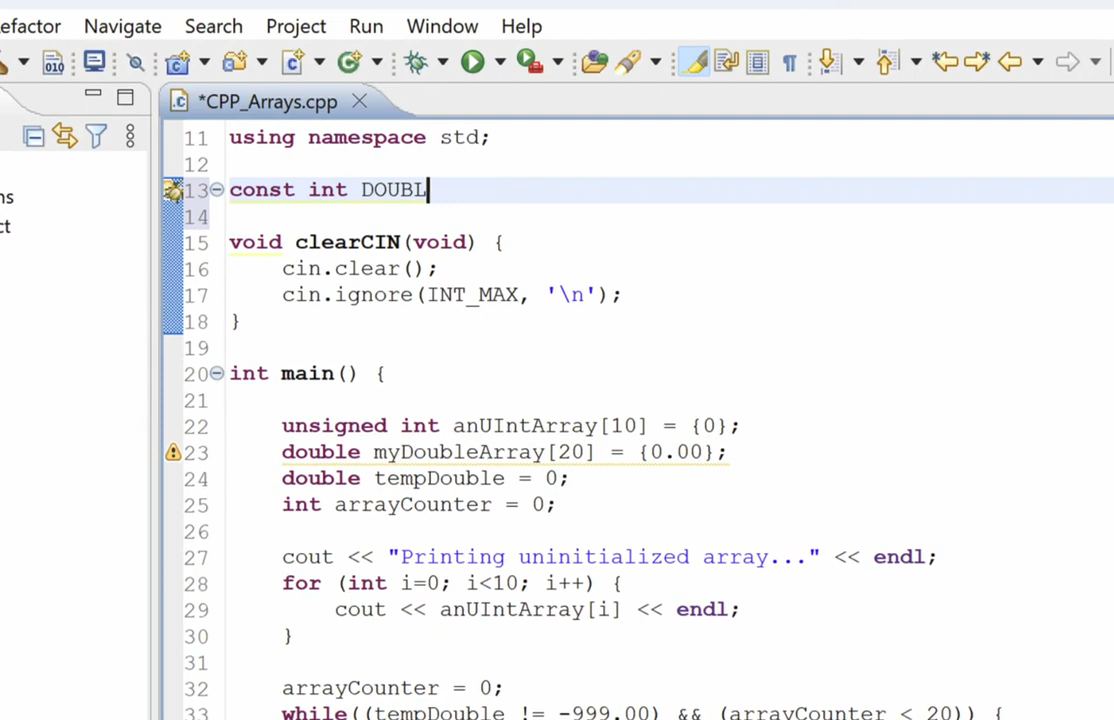 efactor Navigate Search Project Run Window Help
010
*CPP_Arrays.cpp
11 using namespace std;
12
13 const int DOUBL
14
15 void clearCIN(void) {
16 cin.clear();
17 cin.ignore(INT_MAX, '\n');
18 }
19
20 int main() {
21
22 unsigned int anUIntArray[10] = {0};
23 double myDoubleArray[20] = {0.00};
24 double tempDouble = 0;
25 int arrayCounter = 0;
26
27 cout << "Printing uninitialized array..." << endl;
28 for (int i=0; i<10; i++) {
29 cout << anUIntArray[i] << endl;
30 }
31
32 arrayCounter = 0;
33 while((tempDouble != -999.00) && (arrayCounter < 20)) {
ns
ct